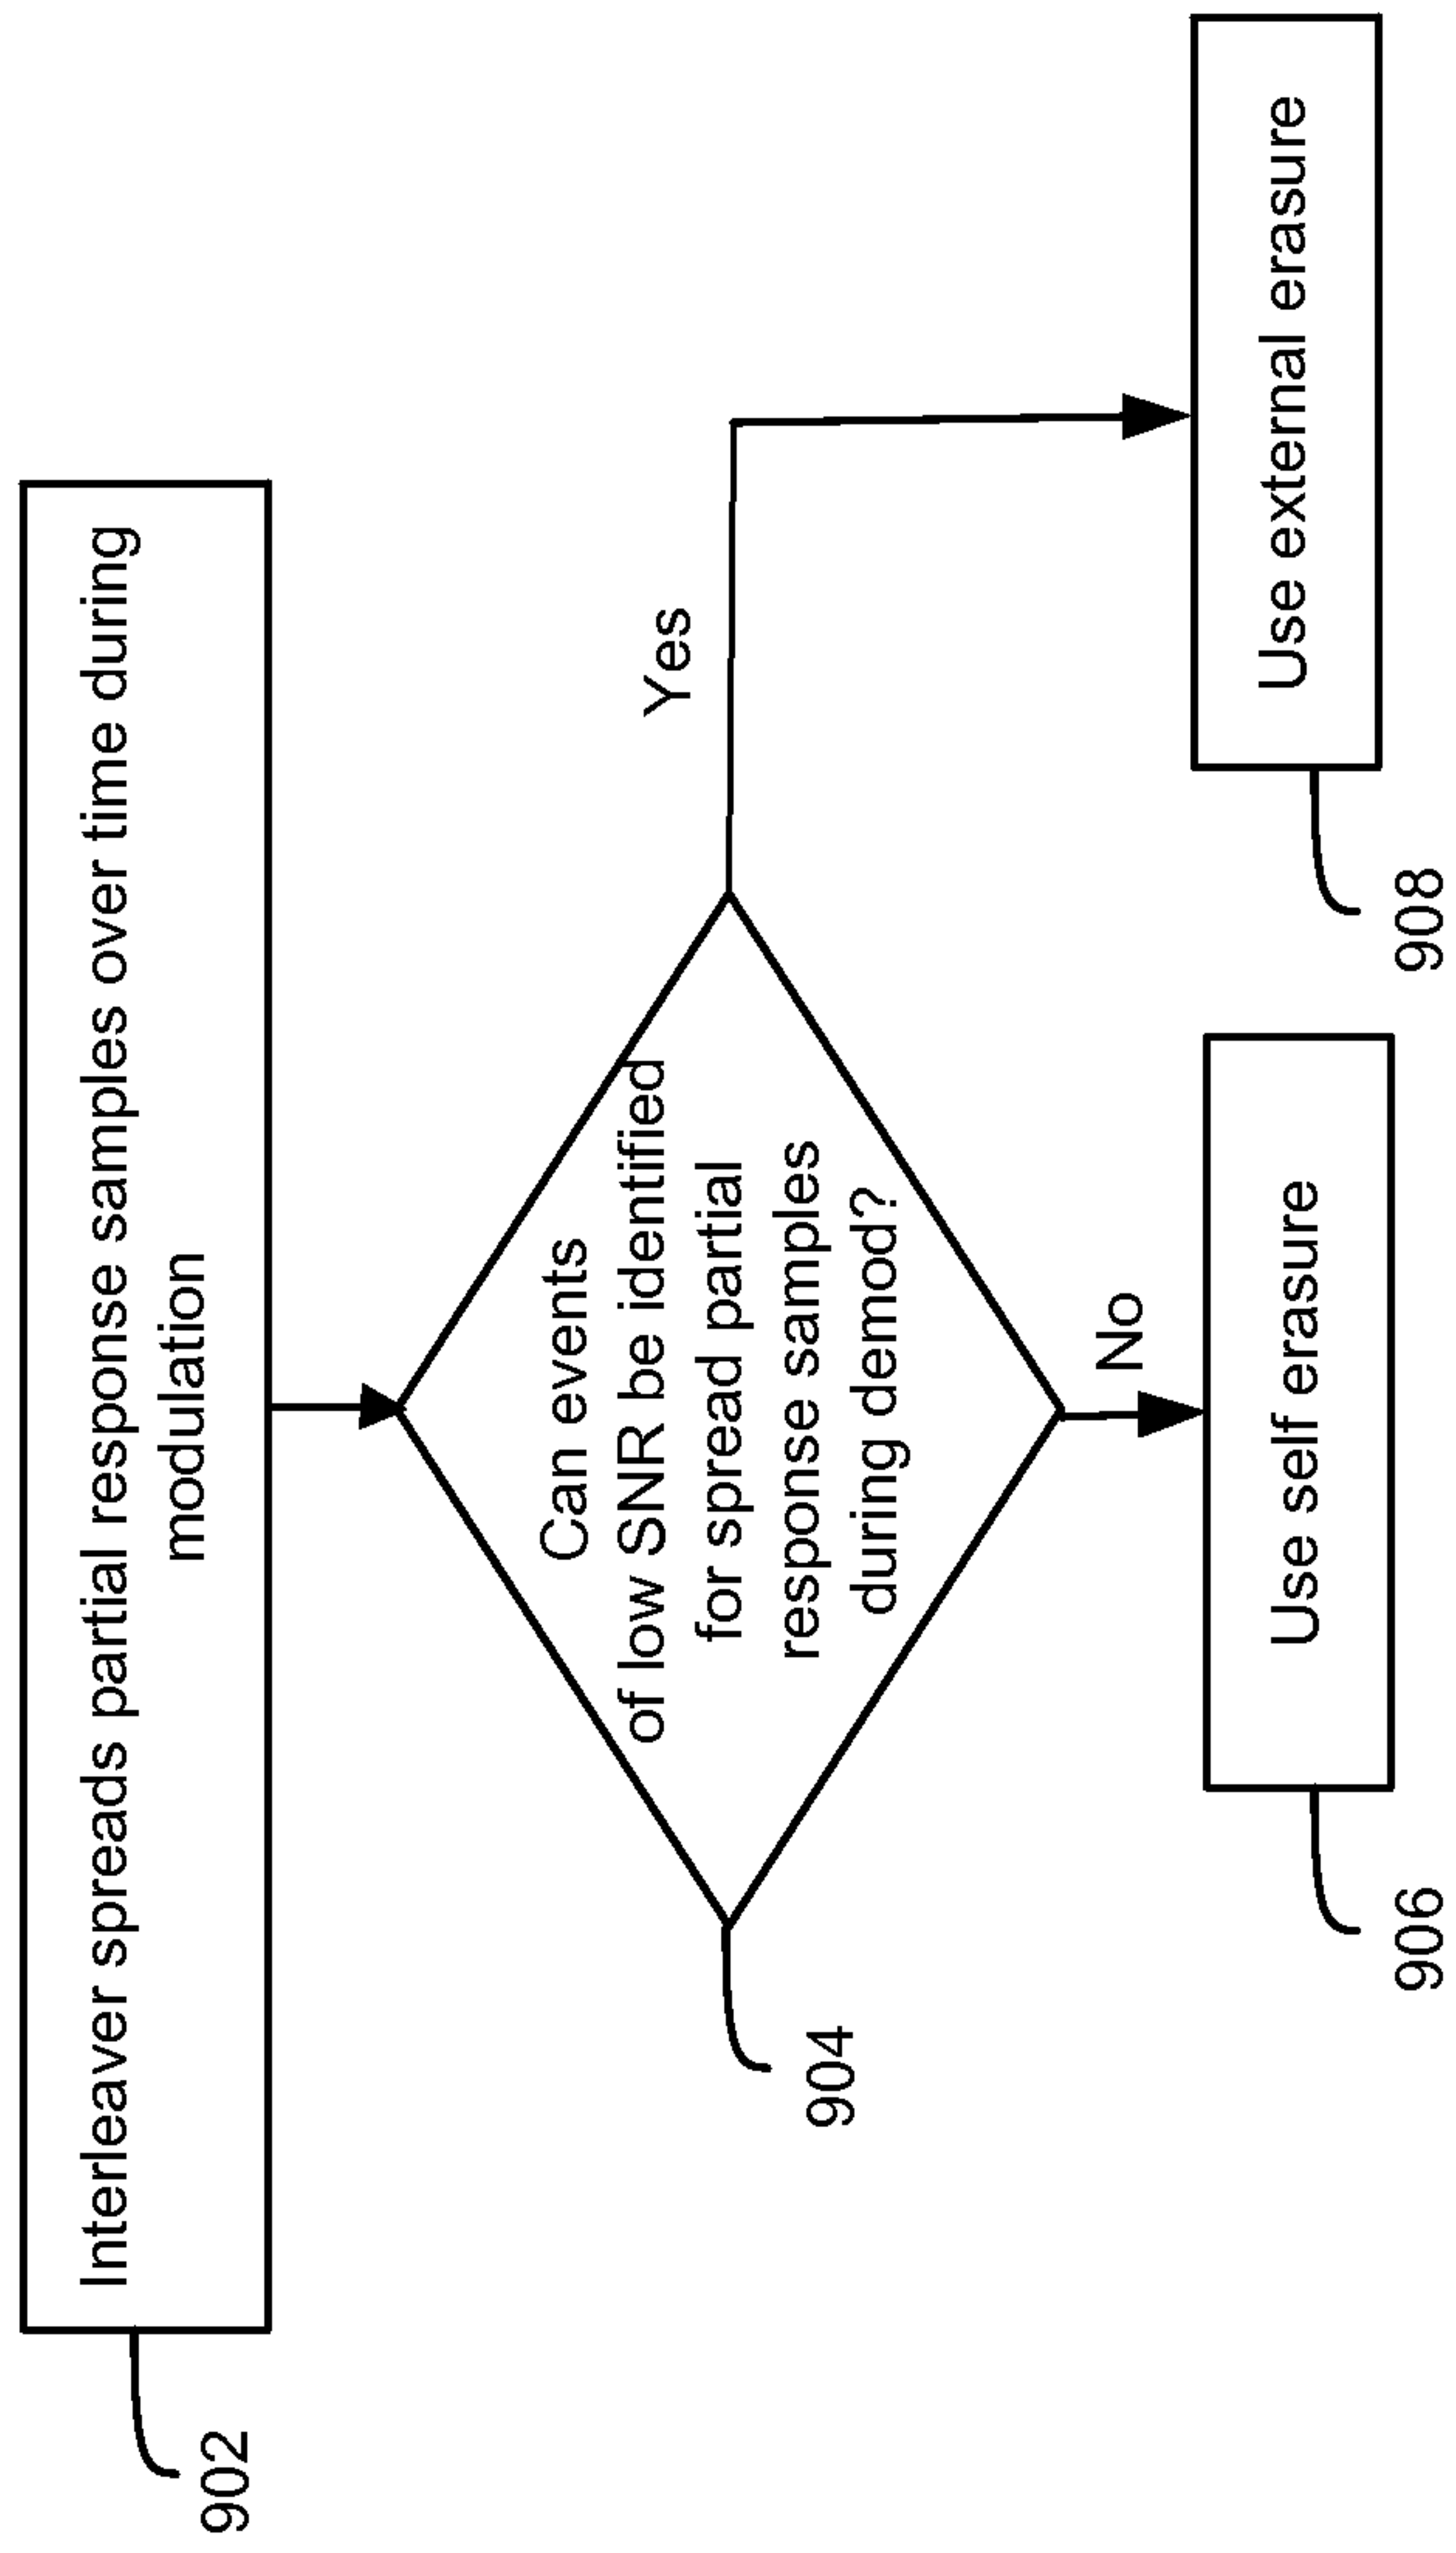 Interleaver spreads partial response samples over time during
modulation
902
Can events
of low SNR be identified
for spread partial
response samples
during demod?
904
Yes
No
Use self erasure
906
Use external erasure
908